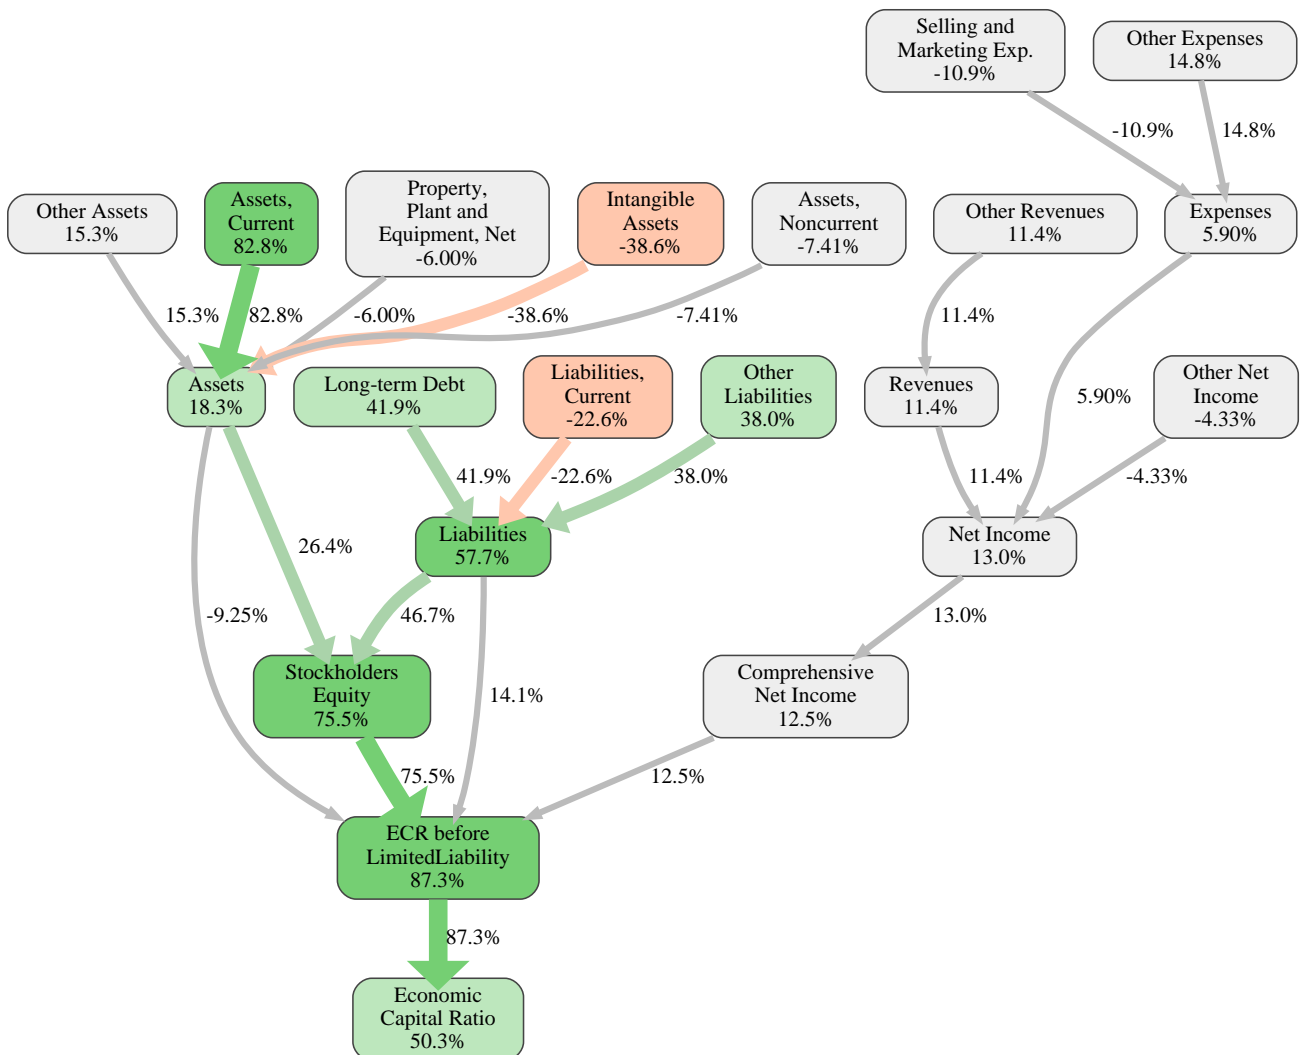 Selling and
Marketing Exp.
-10.9%
Other Expenses
14.8%
-10.9%
14.8%
Other Assets
15.3%
Assets,
Current
82.8%
Property,
Plant and
Equipment, Net
-6.00%
Intangible
Assets
-38.6%
Assets,
Noncurrent
-7.41%
Other Revenues
11.4%
Expenses
5.90%
15.3%
82.8%
-6.00%
-38.6%
-7.41%
11.4%
Assets
18.3%
Long-term Debt
41.9%
Liabilities,
Current
-22.6%
Other
Liabilities
38.0%
Revenues
11.4%
5.90%
Other Net
Income
-4.33%
41.9%
-22.6%
38.0%
11.4%
-4.33%
26.4%
Liabilities
57.7%
Net Income
13.0%
-9.25%
46.7%
13.0%
Stockholders
Equity
75.5%
14.1%
Comprehensive
Net Income
12.5%
75.5%
12.5%
ECR before
LimitedLiability
87.3%
87.3%
Economic
Capital Ratio
50.3%